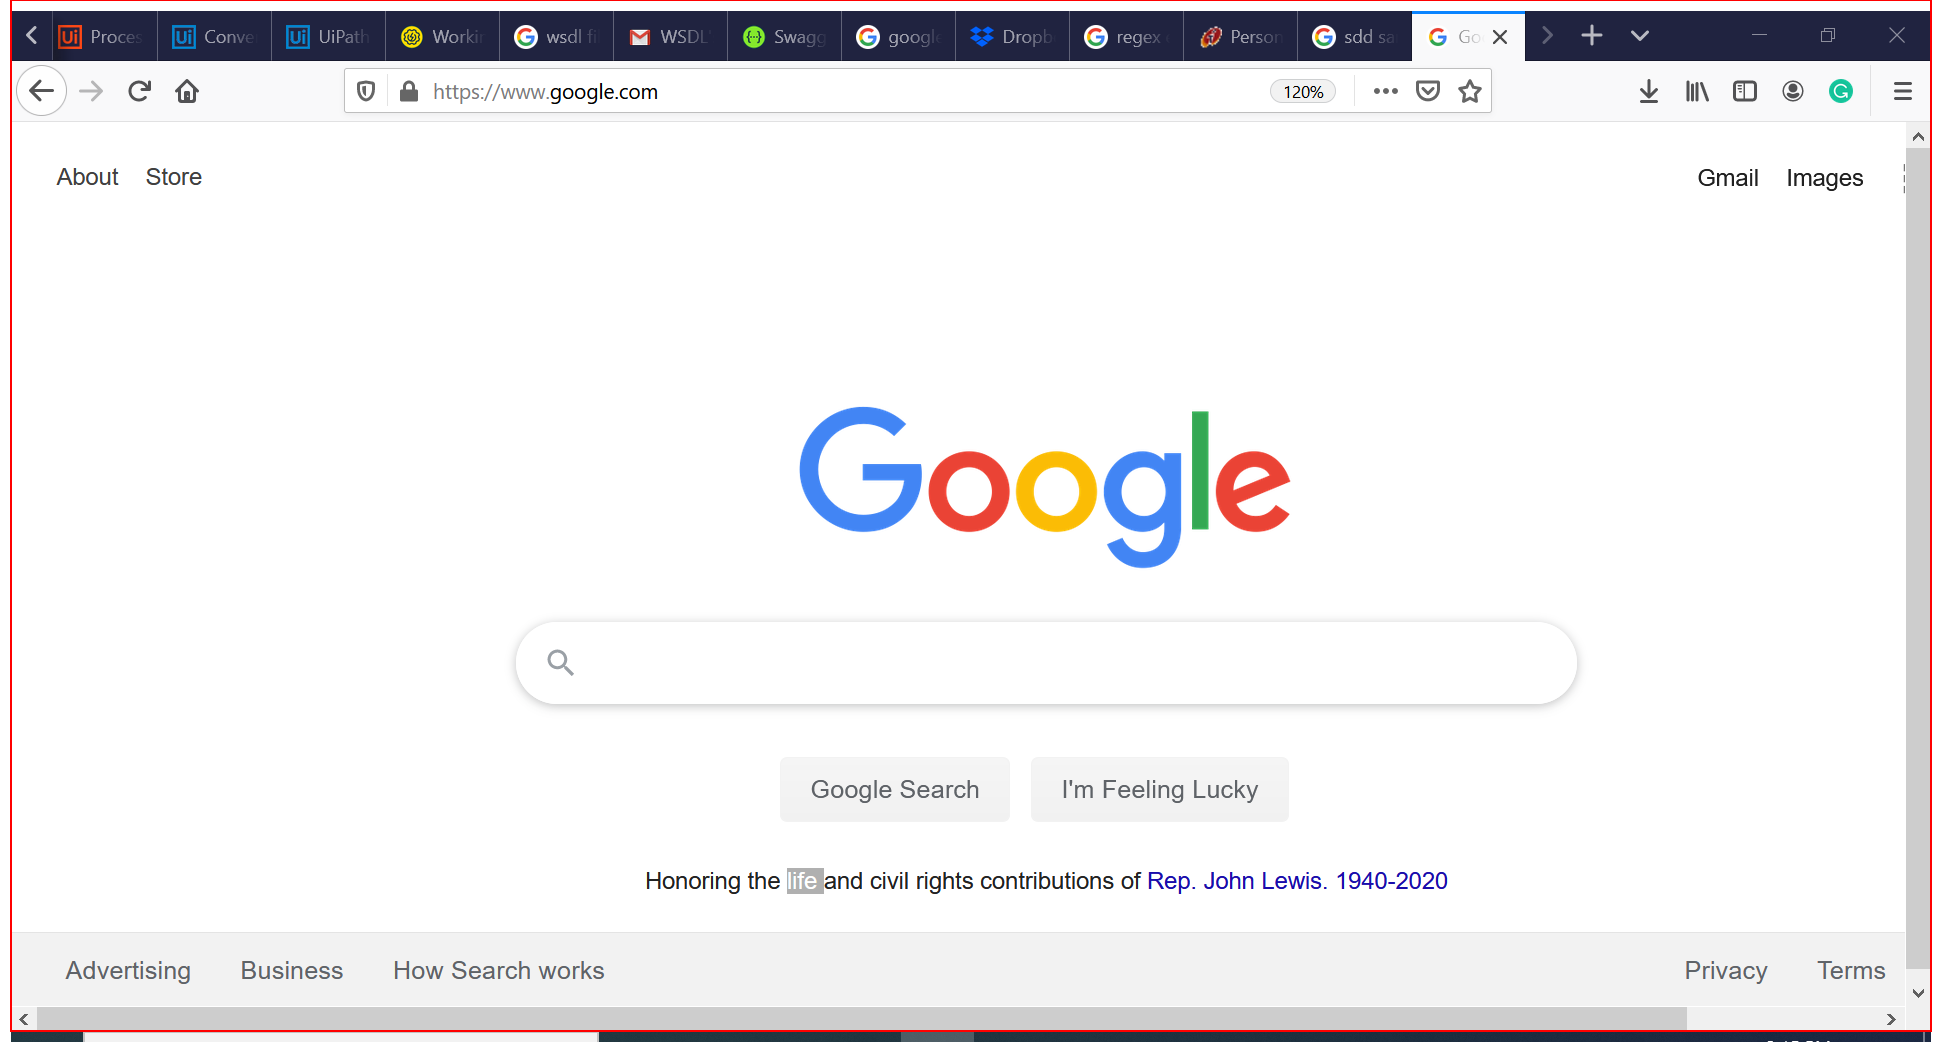 Proces Conve UiPath Workin wsdl fi WSDL Swagg google Dropb regex Person sdd sa Go
https://www.google.com 120%
About Store Gmail Images
Google
Google Search I'm Feeling Lucky
Honoring the life and civil rights contributions of Rep. John Lewis. 1940-2020
Advertising Business How Search works Privacy Terms